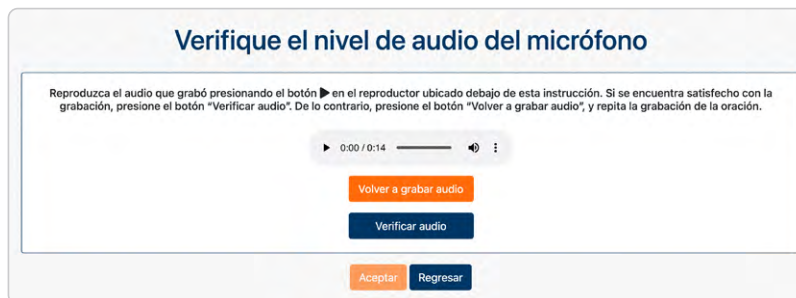 Verifique el nivel de audio del micrófono
Reproduzca el audio que grabó presionando el botón ▶ en el reproductor ubicado debajo de esta instrucción. Si se encuentra satisfecho con la
grabación, presione el botón “Verificar audio”. De lo contrario, presione el botón “Volver a grabar audio”, y repita la grabación de la oración.
0:00 / 0:14
Volver a grabar audio
Verificar audio
Aceptar Regresar